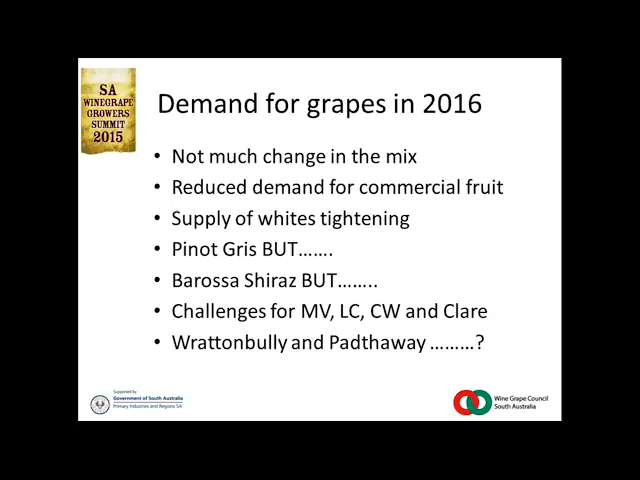 SA
WINEGRAPE
GROWERS
SUMMIT
2015
Demand for grapes in 2016
• Not much change in the mix
• Reduced demand for commercial fruit
• Supply of whites tightening
• Pinot Gris BUT…….
• Barossa Shiraz BUT……..
• Challenges for MV, LC, CW and Clare
• Wrattonbully and Padthaway ………?
Supported by
Government of South Australia
Primary Industries and Regions SA
Wine Grape Council
South Australia